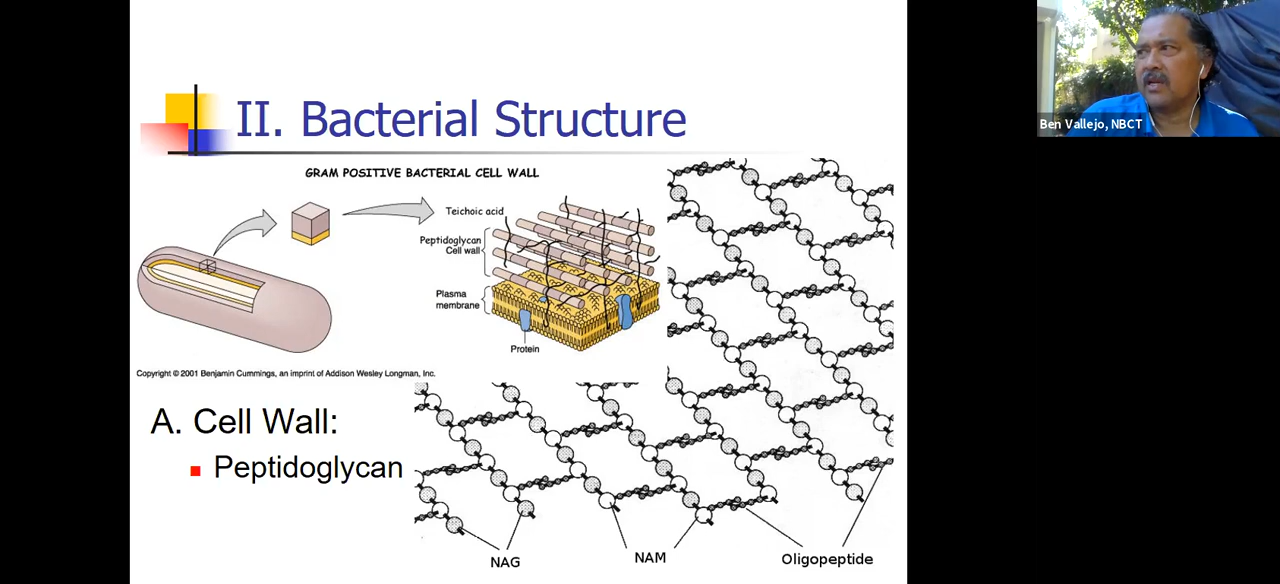 II. Bacterial Structure
GRAM POSITIVE BACTERIAL CELL WALL
Teichoic acid
Peptidoglycan
Cell wall
Plasma
membrane
Protein
Copyright © 2001 Benjamin Cummings, an imprint of Addison Wesley Longman, Inc.
A. Cell Wall:
Peptidoglycan
NAG
NAM
Oligopeptide
Ben Vallejo, NBCT